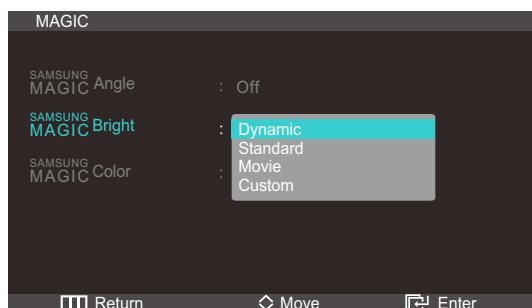 MAGIC
SAMSUNG
MAGIC Angle : Off
SAMSUNG
MAGIC Bright : Dynamic
Standard
Movie
Custom
SAMSUNG
MAGIC Color :
Return Move Enter